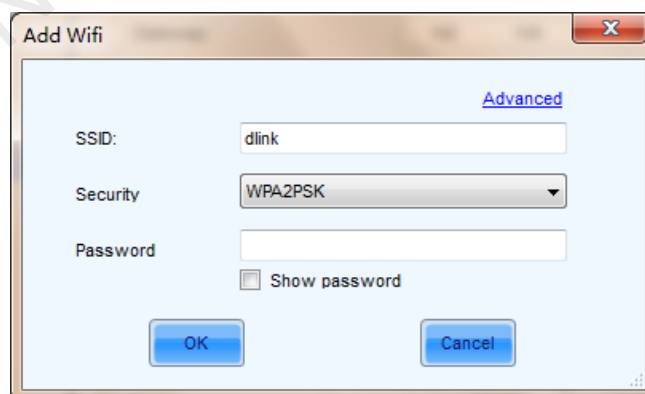 Add Wifi
Advanced
SSID: dlink
Security WPA2PSK
Password
Show password
OK Cancel